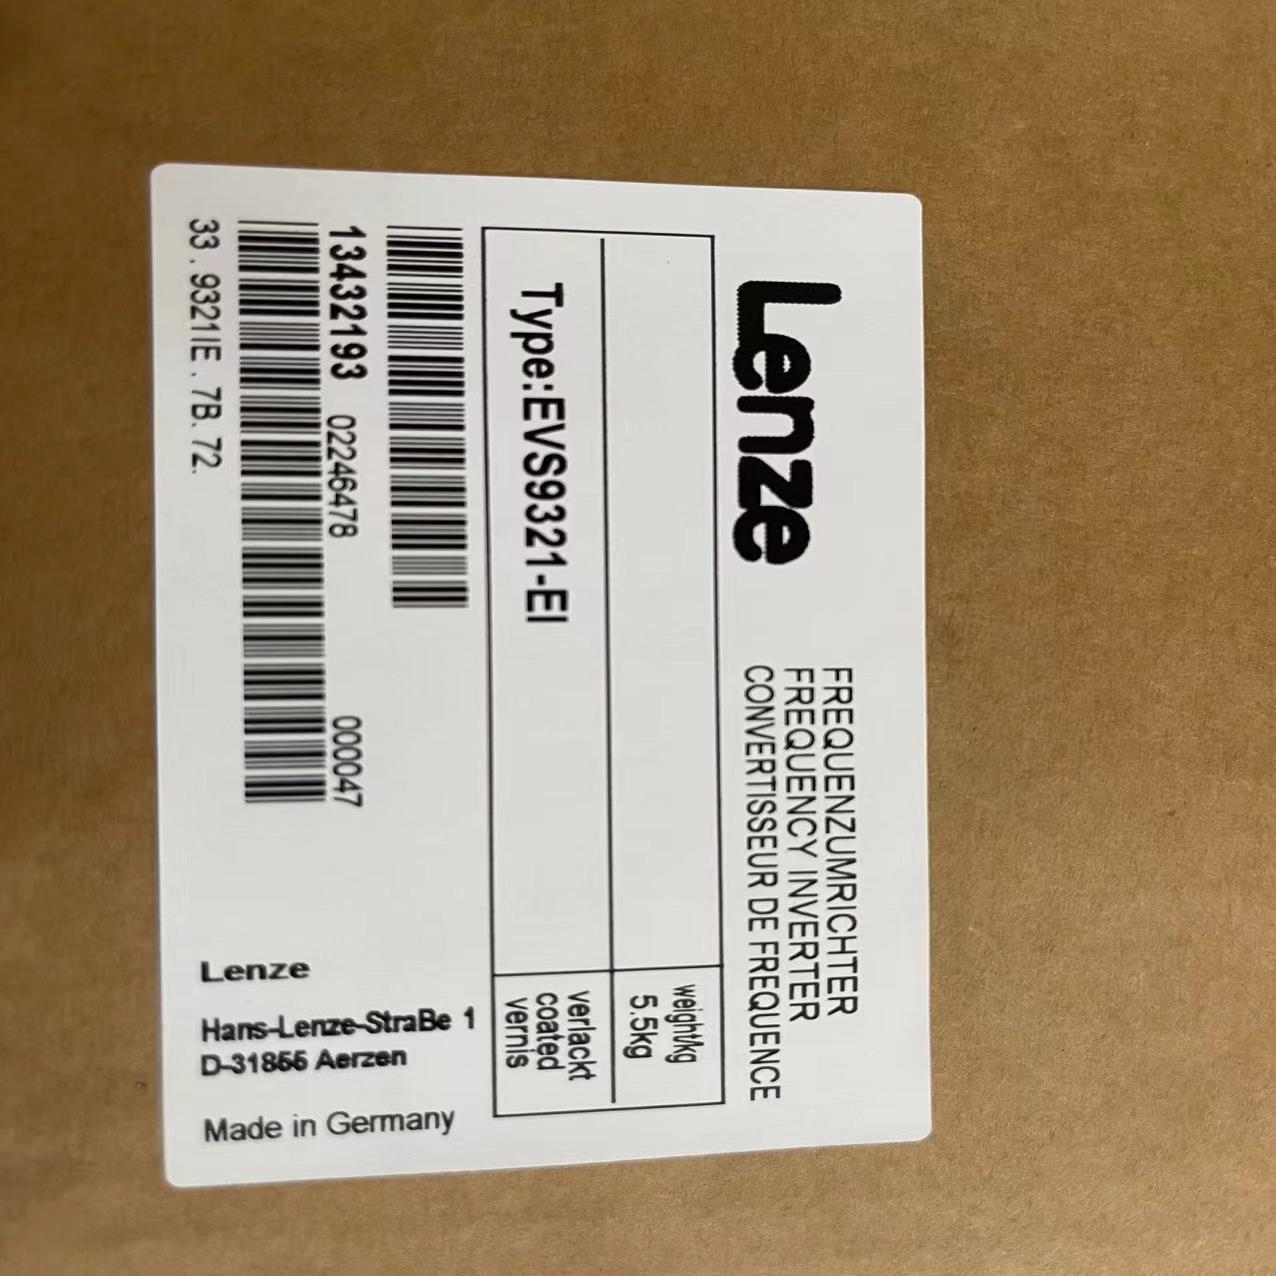 Lenze
FREQUENZUMRICHTER
FREQUENCY INVERTER
CONVERTISSEUR DE FREQUENCE
weight/kg
5.5kg
Type:EVS9321-EI
verlackt
coated
vernis
13432193 02246478 000047
33 . 9321IE . 7B. 72.
Lenze
Hans-Lenze-StraBe 1
D-31855 Aerzen
Made in Germany